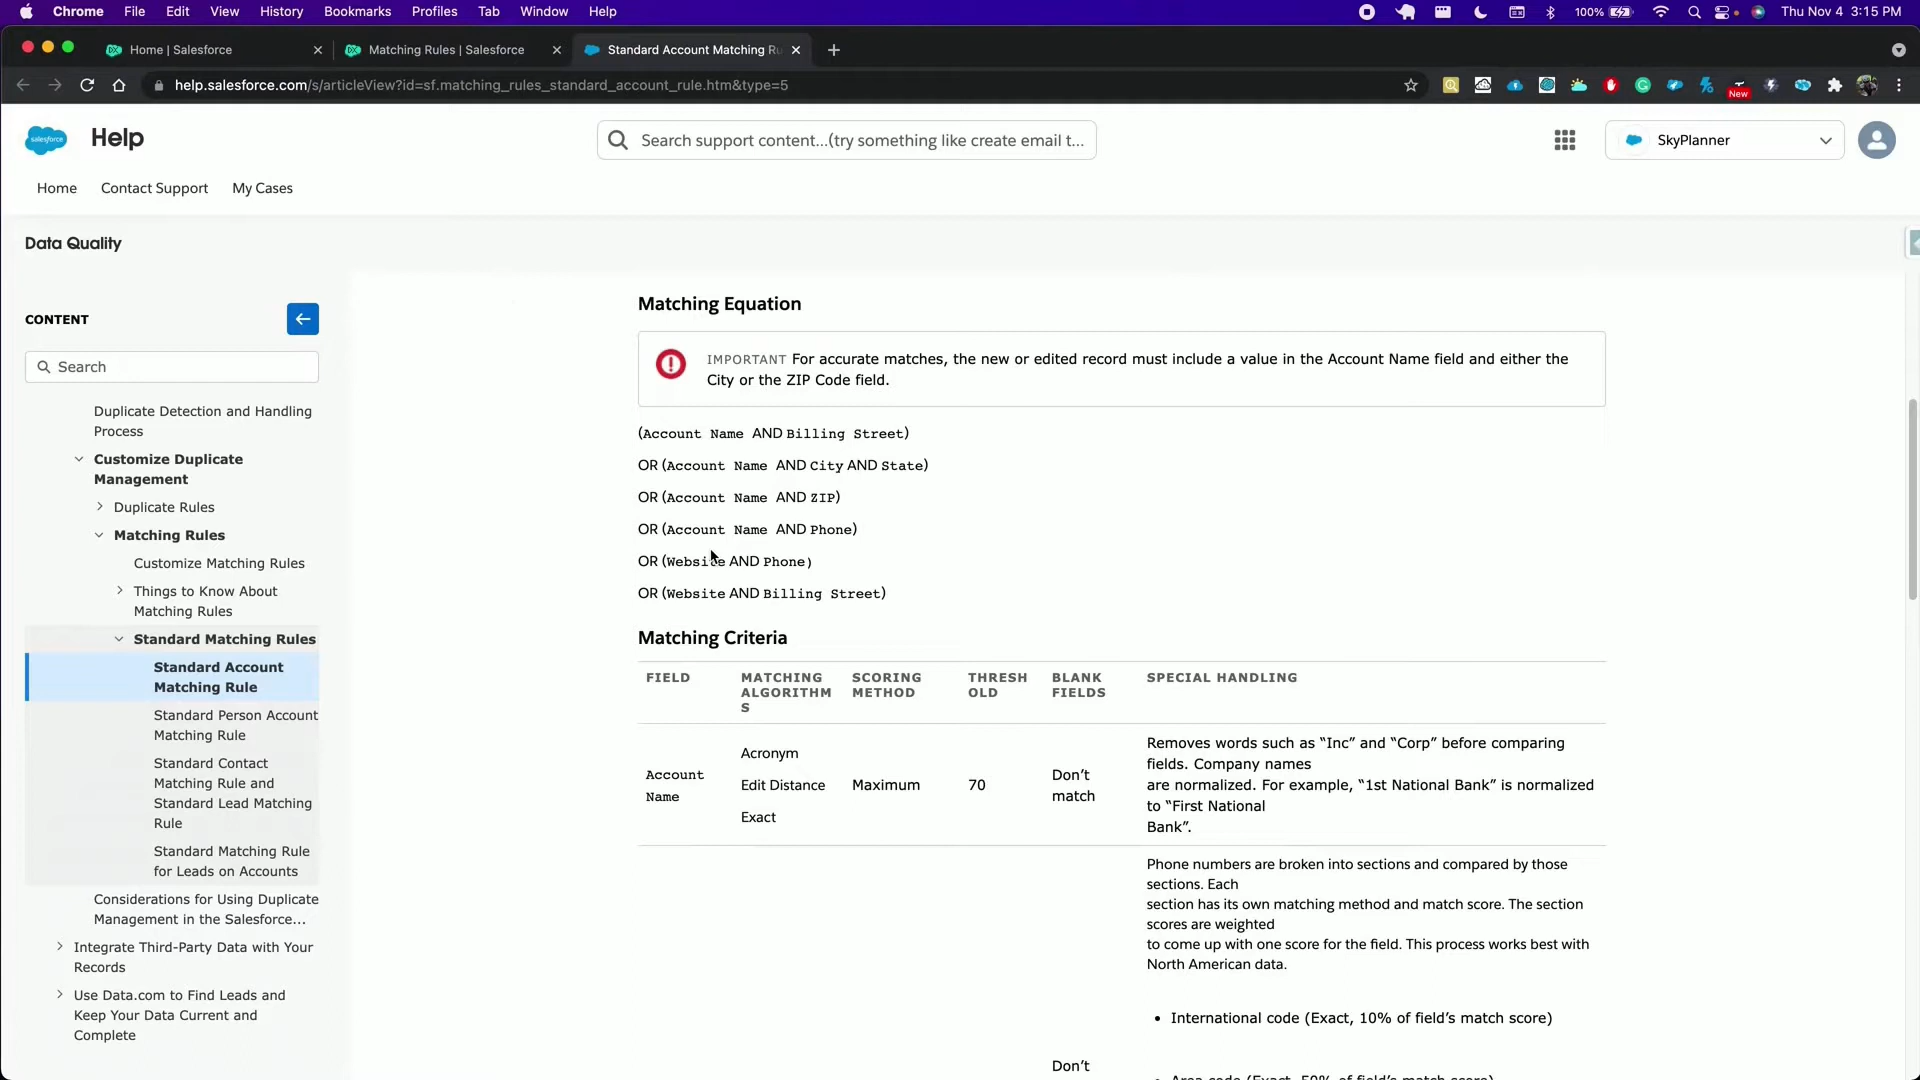 Chrome File Edit View History Bookmarks Profiles Tab Window Help 100% Thu Nov 4 3:15 PM
Home | Salesforce Matching Rules | Salesforce Standard Account Matching Ru
help.salesforce.com/s/articleView?id=sf.matching_rules_standard_account_rule.htm&type=5 New
salesforce Help Search support content...(try something like create email t... SkyPlanner
Home Contact Support My Cases
Data Quality
CONTENT
Search
Duplicate Detection and Handling
Process
Customize Duplicate
Management
Duplicate Rules
Matching Rules
Customize Matching Rules
Things to Know About
Matching Rules
Standard Matching Rules
Standard Account
Matching Rule
Standard Person Account
Matching Rule
Standard Contact
Matching Rule and
Standard Lead Matching
Rule
Standard Matching Rule
for Leads on Accounts
Considerations for Using Duplicate
Management in the Salesforce...
Integrate Third-Party Data with Your
Records
Use Data.com to Find Leads and
Keep Your Data Current and
Complete
Matching Equation
IMPORTANT For accurate matches, the new or edited record must include a value in the Account Name field and either the
City or the ZIP Code field.
(Account Name AND Billing Street)
OR (Account Name AND City AND State)
OR (Account Name AND ZIP)
OR (Account Name AND Phone)
OR (Website AND Phone)
OR (Website AND Billing Street)
Matching Criteria
FIELD MATCHING SCORING THRESH BLANK SPECIAL HANDLING
ALGORITHM METHOD OLD FIELDS
S
Account
Name
Acronym
Edit Distance
Exact
Maximum
70
Don't
match
Removes words such as "Inc" and "Corp" before comparing
fields. Company names
are normalized. For example, "1st National Bank" is normalized
to "First National
Bank".
Phone numbers are broken into sections and compared by those
sections. Each
section has its own matching method and match score. The section
scores are weighted
to come up with one score for the field. This process works best with
North American data.
• International code (Exact, 10% of field's match score)
Don't
• Area code (Exact, 50% of field's match score)